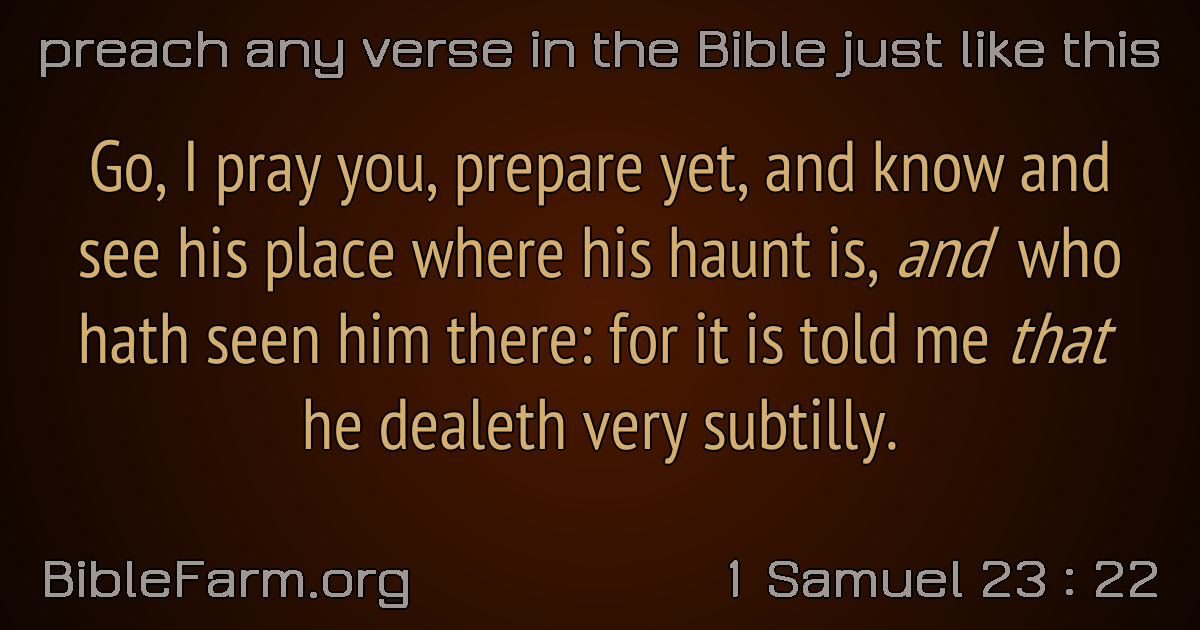 preach any verse in the Bible just like this
Go, I pray you, prepare yet, and know and
see his place where his haunt is, and who
hath seen him there: for it is told me that
he dealeth very subtilly.
BibleFarm.org
1 Samuel 23 : 22